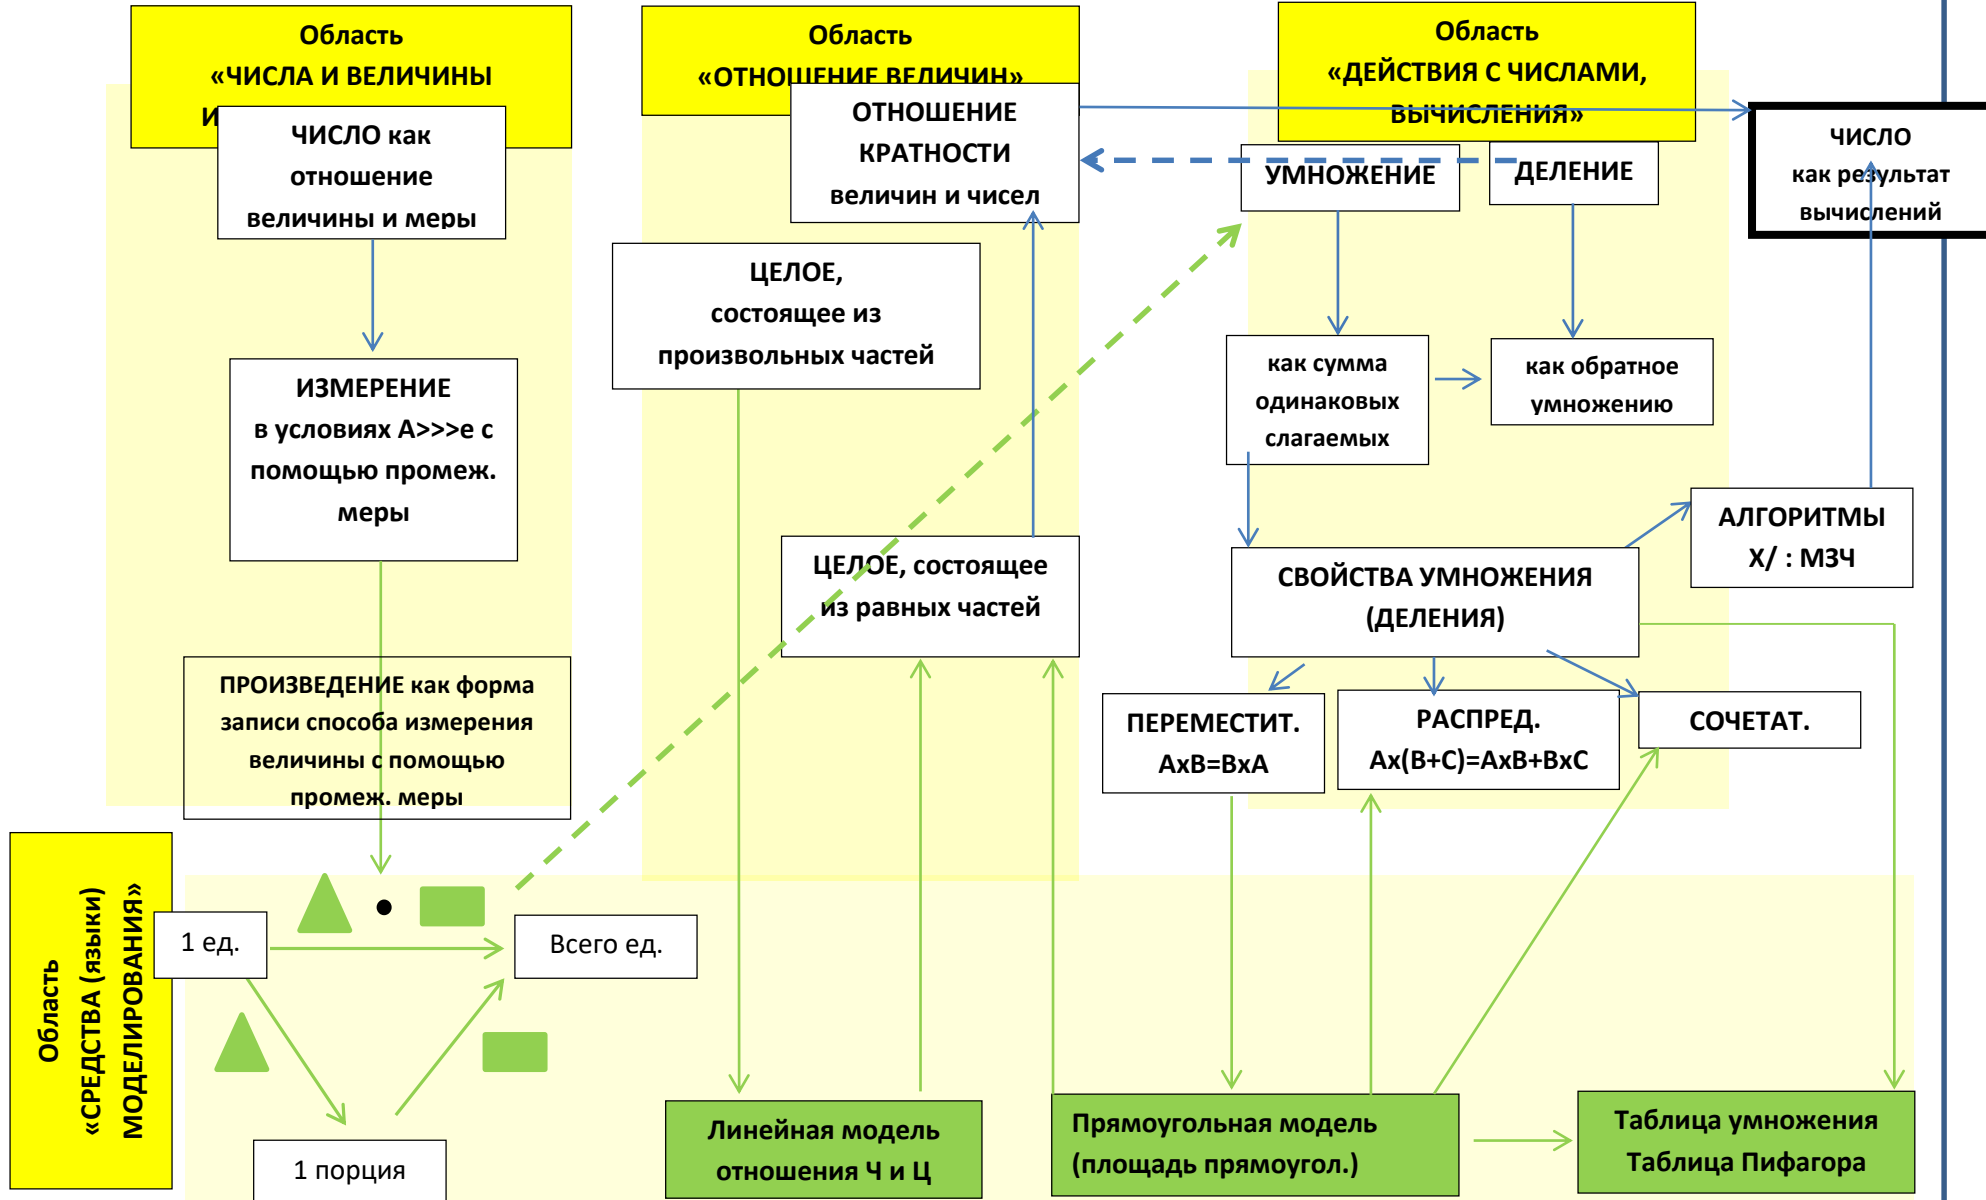 Область
«ЧИСЛА И ВЕЛИЧИНЫ
И
ЧИСЛО как
отношение
величины и меры
ИЗМЕРЕНИЕ
в условиях А>>>е с
помощью промеж.
меры
ПРОИЗВЕДЕНИЕ как форма
записи способа измерения
величины с помощью
промеж. меры
Область
«ОТНОШЕНИЕ ВЕЛИЧИН»
ОТНОШЕНИЕ
КРАТНОСТИ
величин и чисел
ЦЕЛОЕ,
состоящее из
произвольных частей
ЦЕЛОЕ, состоящее
из равных частей
Область
«ДЕЙСТВИЯ С ЧИСЛАМИ,
ВЫЧИСЛЕНИЯ»
УМНОЖЕНИЕ
ДЕЛЕНИЕ
как сумма
одинаковых
слагаемых
как обратное
умножению
ЧИСЛО
как результат
вычислений
АЛГОРИТМЫ
Х/ : МЗЧ
СВОЙСТВА УМНОЖЕНИЯ
(ДЕЛЕНИЯ)
ПЕРЕМЕСТИТ.
АхВ=ВхА
РАСПРЕД.
Ах(В+С)=АхВ+ВхС
СОЧЕТАТ.
Область
«СРЕДСТВА (языки)
МОДЕЛИРОВАНИЯ»
1 ед.
Всего ед.
1 порция
Линейная модель
отношения Ч и Ц
Прямоугольная модель
(площадь прямоугол.)
Таблица умножения
Таблица Пифагора